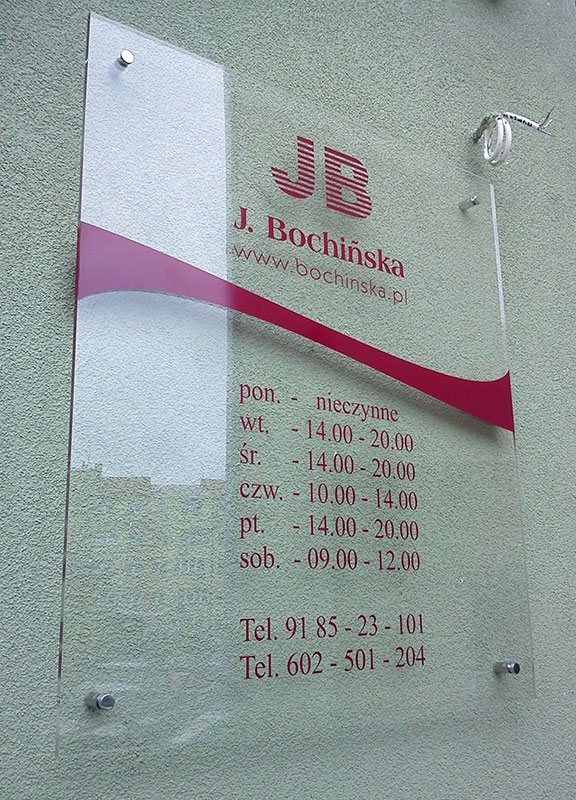 JB
J. Bochińska
www.bochinska.pl
pon. - nieczynne
wt. - 14.00 - 20.00
śr. - 14.00 - 20.00
czw. - 10.00 - 14.00
pt. - 14.00 - 20.00
sob. - 09.00 - 12.00
Tel. 91 85 - 23 - 101
Tel. 602 - 501 - 204